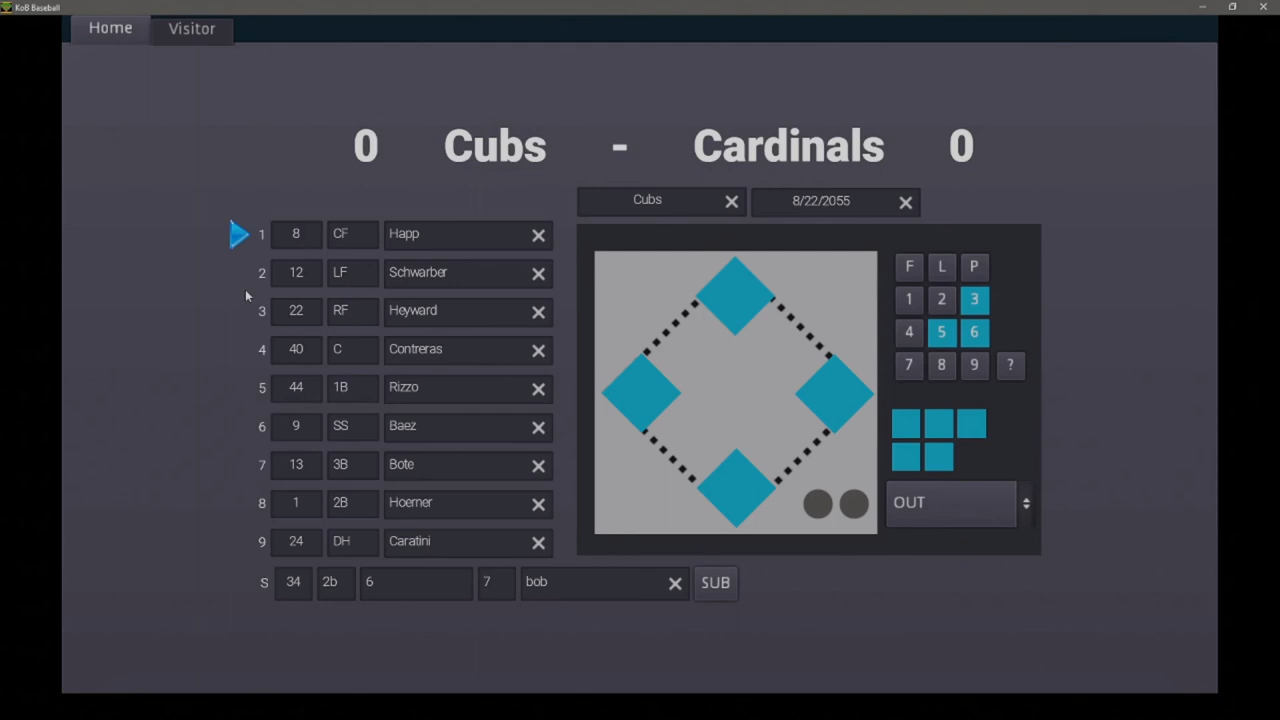 KoB Baseball
Home Visitor
0 Cubs - Cardinals 0
Cubs 8/22/2055
1 8 CF Happ
2 12 LF Schwarber
3 22 RF Heyward
4 40 C Contreras
5 44 1B Rizzo
6 9 SS Baez
7 13 3B Bote
8 1 2B Hoerner
9 24 DH Caratini
S 34 2b 6 7 bob SUB
F L P
1 2 3
4 5 6
7 8 9 ?
OUT